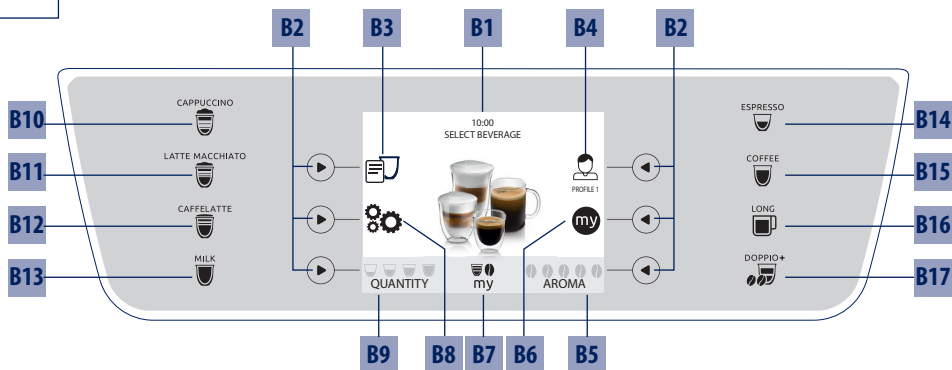 B2 B3 B1 B4 B2
B10 CAPPUCCINO
10:00
SELECT BEVERAGE
ESPRESSO B14
B11 LATTE MACCHIATO
COFFEE B15
PROFILE 1
B12 CAFFELATTE
my
LONG B16
B13 MILK
DOPPIO+ B17
QUANTITY my AROMA
B9 B8 B7 B6 B5